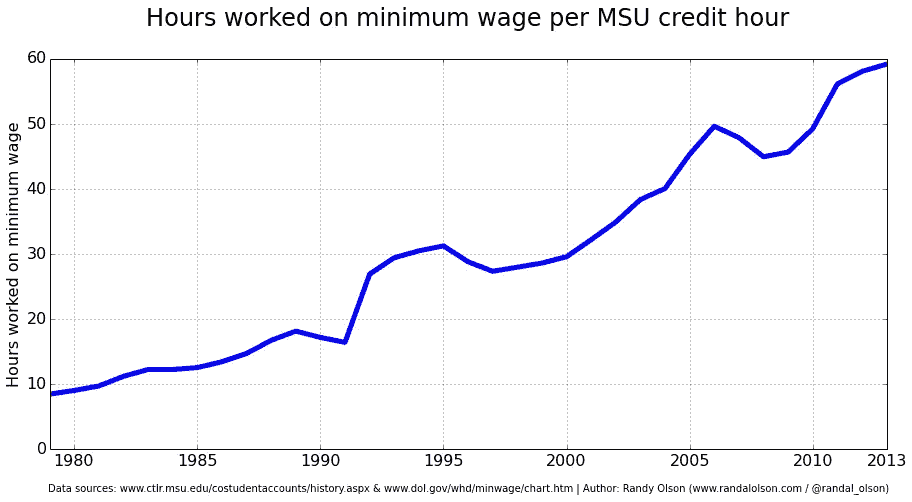 Hours worked on minimum wage per MSU credit hour
Hours worked on minimum wage
60
50
40
30
20
10
0
1980 1985 1990 1995 2000 2005 2010 2013
Data sources: www.ctlr.msu.edu/costudentaccounts/history.aspx & www.dol.gov/whd/minwage/chart.htm | Author: Randy Olson (www.randalolson.com / @randal_olson)